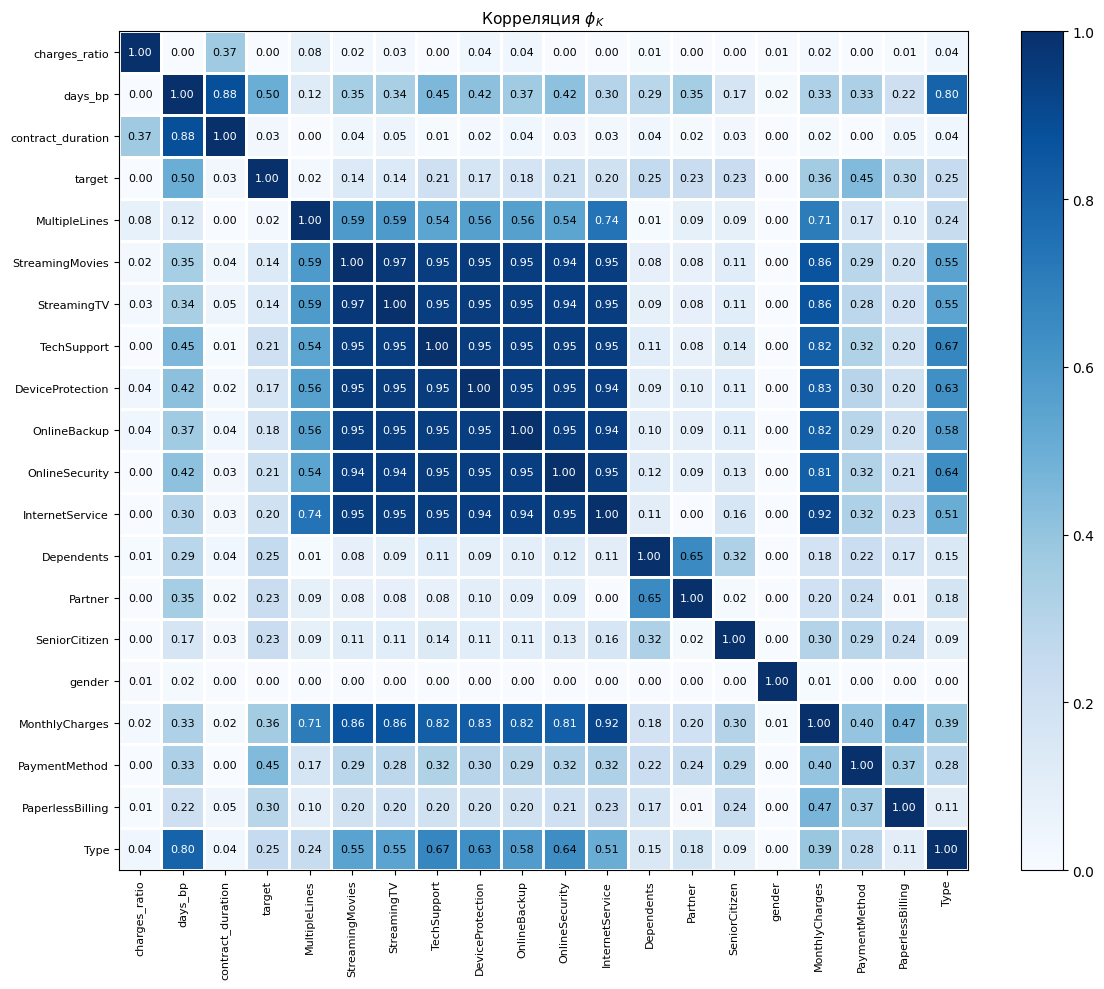 Корреляция ϕK
charges_ratio 1.00 0.00 0.37 0.00 0.08 0.02 0.03 0.00 0.04 0.04 0.00 0.00 0.01 0.00 0.00 0.01 0.02 0.00 0.01 0.04
days_bp 0.00 1.00 0.88 0.50 0.12 0.35 0.34 0.45 0.42 0.37 0.42 0.30 0.29 0.35 0.17 0.02 0.33 0.33 0.22 0.80
contract_duration 0.37 0.88 1.00 0.03 0.00 0.04 0.05 0.01 0.02 0.04 0.03 0.03 0.04 0.02 0.03 0.00 0.02 0.00 0.05 0.04
target 0.00 0.50 0.03 1.00 0.02 0.14 0.14 0.21 0.17 0.18 0.21 0.20 0.25 0.23 0.23 0.00 0.36 0.45 0.30 0.25
MultipleLines 0.08 0.12 0.00 0.02 1.00 0.59 0.59 0.54 0.56 0.56 0.54 0.74 0.01 0.09 0.09 0.00 0.71 0.17 0.10 0.24
StreamingMovies 0.02 0.35 0.04 0.14 0.59 1.00 0.97 0.95 0.95 0.95 0.94 0.95 0.08 0.08 0.11 0.00 0.86 0.29 0.20 0.55
StreamingTV 0.03 0.34 0.05 0.14 0.59 0.97 1.00 0.95 0.95 0.95 0.94 0.95 0.09 0.08 0.11 0.00 0.86 0.28 0.20 0.55
TechSupport 0.00 0.45 0.01 0.21 0.54 0.95 0.95 1.00 0.95 0.95 0.95 0.95 0.11 0.08 0.14 0.00 0.82 0.32 0.20 0.67
DeviceProtection 0.04 0.42 0.02 0.17 0.56 0.95 0.95 0.95 1.00 0.95 0.95 0.94 0.09 0.10 0.11 0.00 0.83 0.30 0.20 0.63
OnlineBackup 0.04 0.37 0.04 0.18 0.56 0.95 0.95 0.95 0.95 1.00 0.95 0.94 0.10 0.09 0.11 0.00 0.82 0.29 0.20 0.58
OnlineSecurity 0.00 0.42 0.03 0.21 0.54 0.94 0.94 0.95 0.95 0.95 1.00 0.95 0.12 0.09 0.13 0.00 0.81 0.32 0.21 0.64
InternetService 0.00 0.30 0.03 0.20 0.74 0.95 0.95 0.95 0.94 0.94 0.95 1.00 0.11 0.00 0.16 0.00 0.92 0.32 0.23 0.51
Dependents 0.01 0.29 0.04 0.25 0.01 0.08 0.09 0.11 0.09 0.10 0.12 0.11 1.00 0.65 0.32 0.00 0.18 0.22 0.17 0.15
Partner 0.00 0.35 0.02 0.23 0.09 0.08 0.08 0.08 0.10 0.09 0.09 0.00 0.65 1.00 0.02 0.00 0.20 0.24 0.01 0.18
SeniorCitizen 0.00 0.17 0.03 0.23 0.09 0.11 0.11 0.14 0.11 0.11 0.13 0.16 0.32 0.02 1.00 0.00 0.30 0.29 0.24 0.09
gender 0.01 0.02 0.00 0.00 0.00 0.00 0.00 0.00 0.00 0.00 0.00 0.00 0.00 0.00 0.00 1.00 0.01 0.00 0.00 0.00
MonthlyCharges 0.02 0.33 0.02 0.36 0.71 0.86 0.86 0.82 0.83 0.82 0.81 0.92 0.18 0.20 0.30 0.01 1.00 0.40 0.47 0.39
PaymentMethod 0.00 0.33 0.00 0.45 0.17 0.29 0.28 0.32 0.30 0.29 0.32 0.32 0.22 0.24 0.29 0.00 0.40 1.00 0.37 0.28
PaperlessBilling 0.01 0.22 0.05 0.30 0.10 0.20 0.20 0.20 0.20 0.20 0.21 0.23 0.17 0.01 0.24 0.00 0.47 0.37 1.00 0.11
Type 0.04 0.80 0.04 0.25 0.24 0.55 0.55 0.67 0.63 0.58 0.64 0.51 0.15 0.18 0.09 0.00 0.39 0.28 0.11 1.00
charges_ratio
days_bp
contract_duration
target
MultipleLines
StreamingMovies
StreamingTV
TechSupport
DeviceProtection
OnlineBackup
OnlineSecurity
InternetService
Dependents
Partner
SeniorCitizen
gender
MonthlyCharges
PaymentMethod
PaperlessBilling
Type
1.0
0.8
0.6
0.4
0.2
0.0